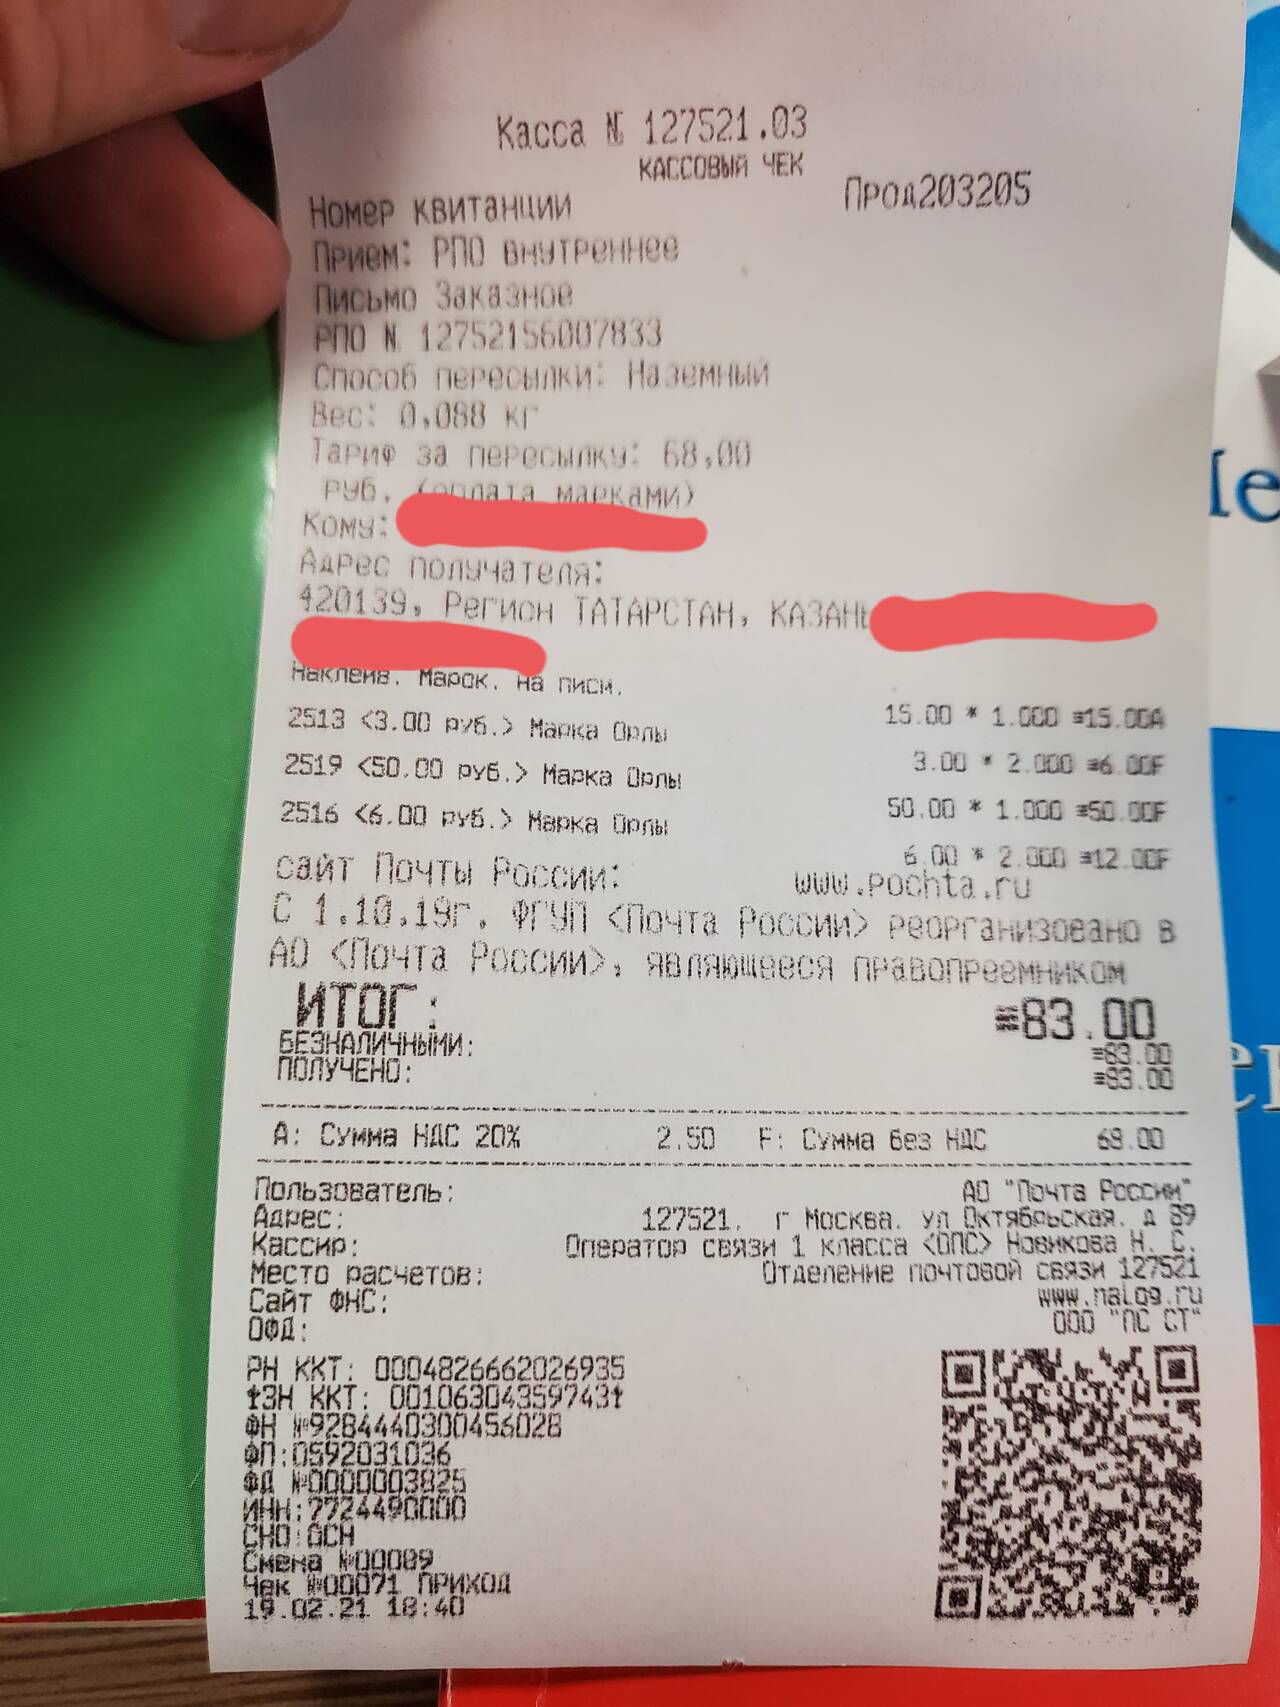 Касса № 127521.03
КАССОВЫЙ ЧЕК
Номер квитанции Прод203205
Прием: РПО внутреннее
Письмо Заказное
РПО N 12752156007833
Способ пересылки: Наземный
Вес: 0,088 кг
Тариф за пересылку: 68,00
руб. (оплата марками)
Кому:
Адрес получателя:
420139, Регион ТАТАРСТАН, КАЗАНЬ
Наклеив. Марок. на писм.
15.00 * 1.000 ≡15.00A
2513 <3.00 руб.> Марка Орлы
3.00 * 2.000 ≡6.00F
2519 <50.00 руб.> Марка Орлы
50.00 * 1.000 ≡50.00F
2516 <6.00 руб.> Марка Орлы
6.00 * 2.000 ≡12.00F
сайт Почты России: www.pochta.ru
С 1.10.19г. ФГУП <Почта России> реорганизовано в
АО <Почта России>, являющееся правопреемником
ИТОГ: ≡83.00
БЕЗНАЛИЧНЫМИ: ≡83.00
ПОЛУЧЕНО: ≡83.00
A: Сумма НДС 20% 2.50 F: Сумма без НДС 68.00
Пользователь: АО "Почта России"
Адрес: 127521, г Москва, ул Октябрьская, д 89
Кассир: Оператор связи 1 класса <ОПС> Новикова Н. С.
Место расчетов: Отделение почтовой связи 127521
Сайт ФНС: www.nalog.ru
ОФД: ООО "ПС СТ"
РН ККТ: 0004826662026935
ЗН ККТ: 00106304359743
ФН №9284440300456028
ФП:0592031036
ФД №0000003825
ИНН:7724490000
СНО:ОСН
Смена №00089
Чек №00071 ПРИХОД
19.02.21 18:40